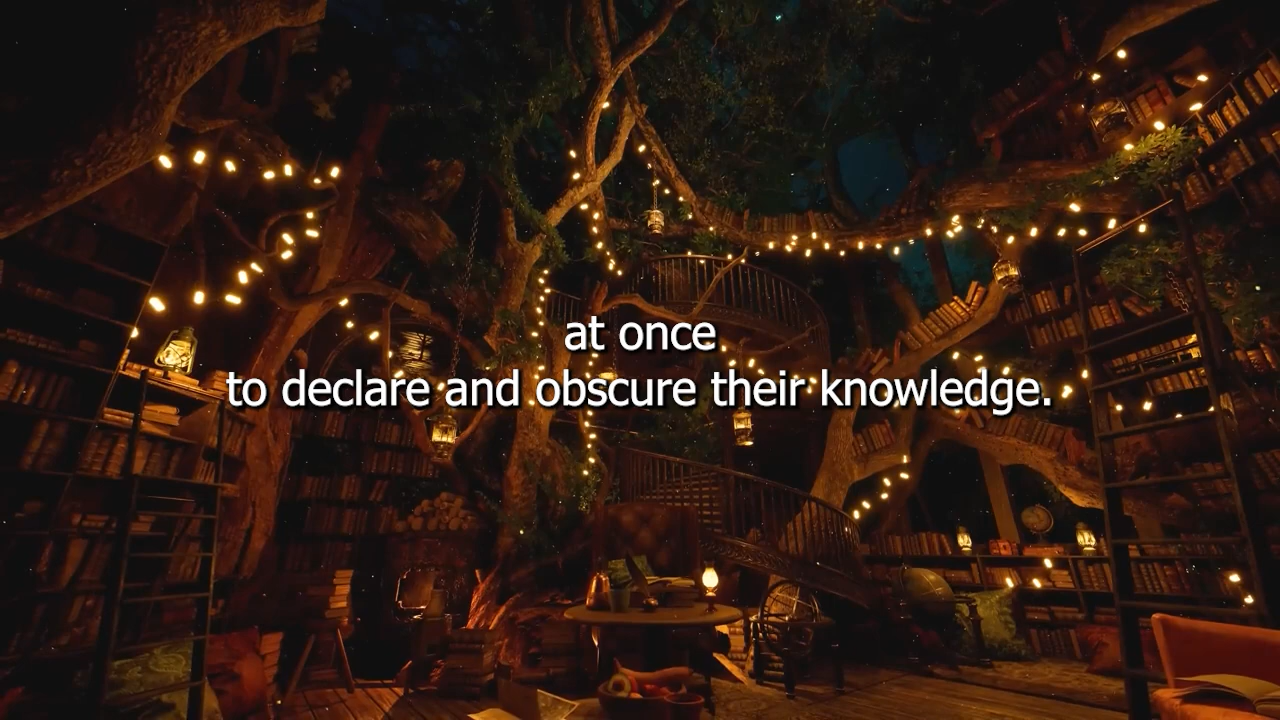 at once
to declare and obscure their knowledge.